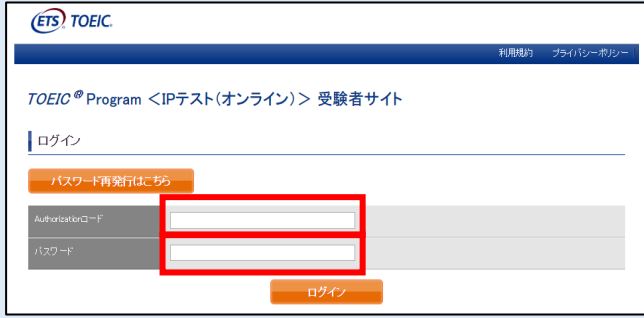 ETS TOEIC.
利用規約 プライバシーポリシー
TOEIC® Program <IPテスト(オンライン)> 受験者サイト
ログイン
パスワード再発行はこちら
Authorizationコード
パスワード
ログイン